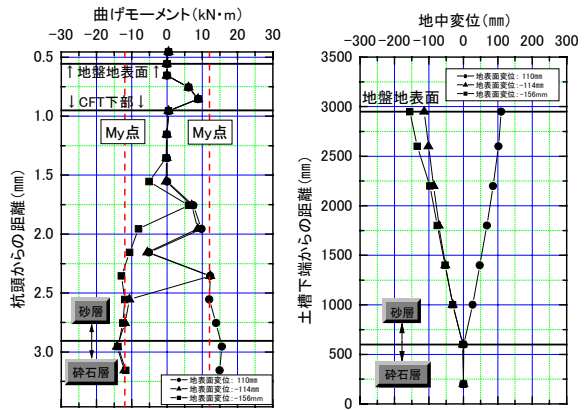 曲げモーメント(kN・m)
-30 -20 -10 0 10 20 30
0.5
1.0
1.5
2.0
2.5
3.0
杭頭からの距離(mm)
↑地盤地表面↑
↓CFT下部↓
My点
My点
砂層
砕石層
地表面変位: 110mm
地表面変位:-114mm
地表面変位:-156mm
地中変位(mm)
-300 -200 -100 0 100 200 300
3500
3000
2500
2000
1500
1000
500
0
土槽下端からの距離(mm)
地盤地表面
地表面変位: 110mm
地表面変位:-114mm
地表面変位:-156mm
砂層
砕石層